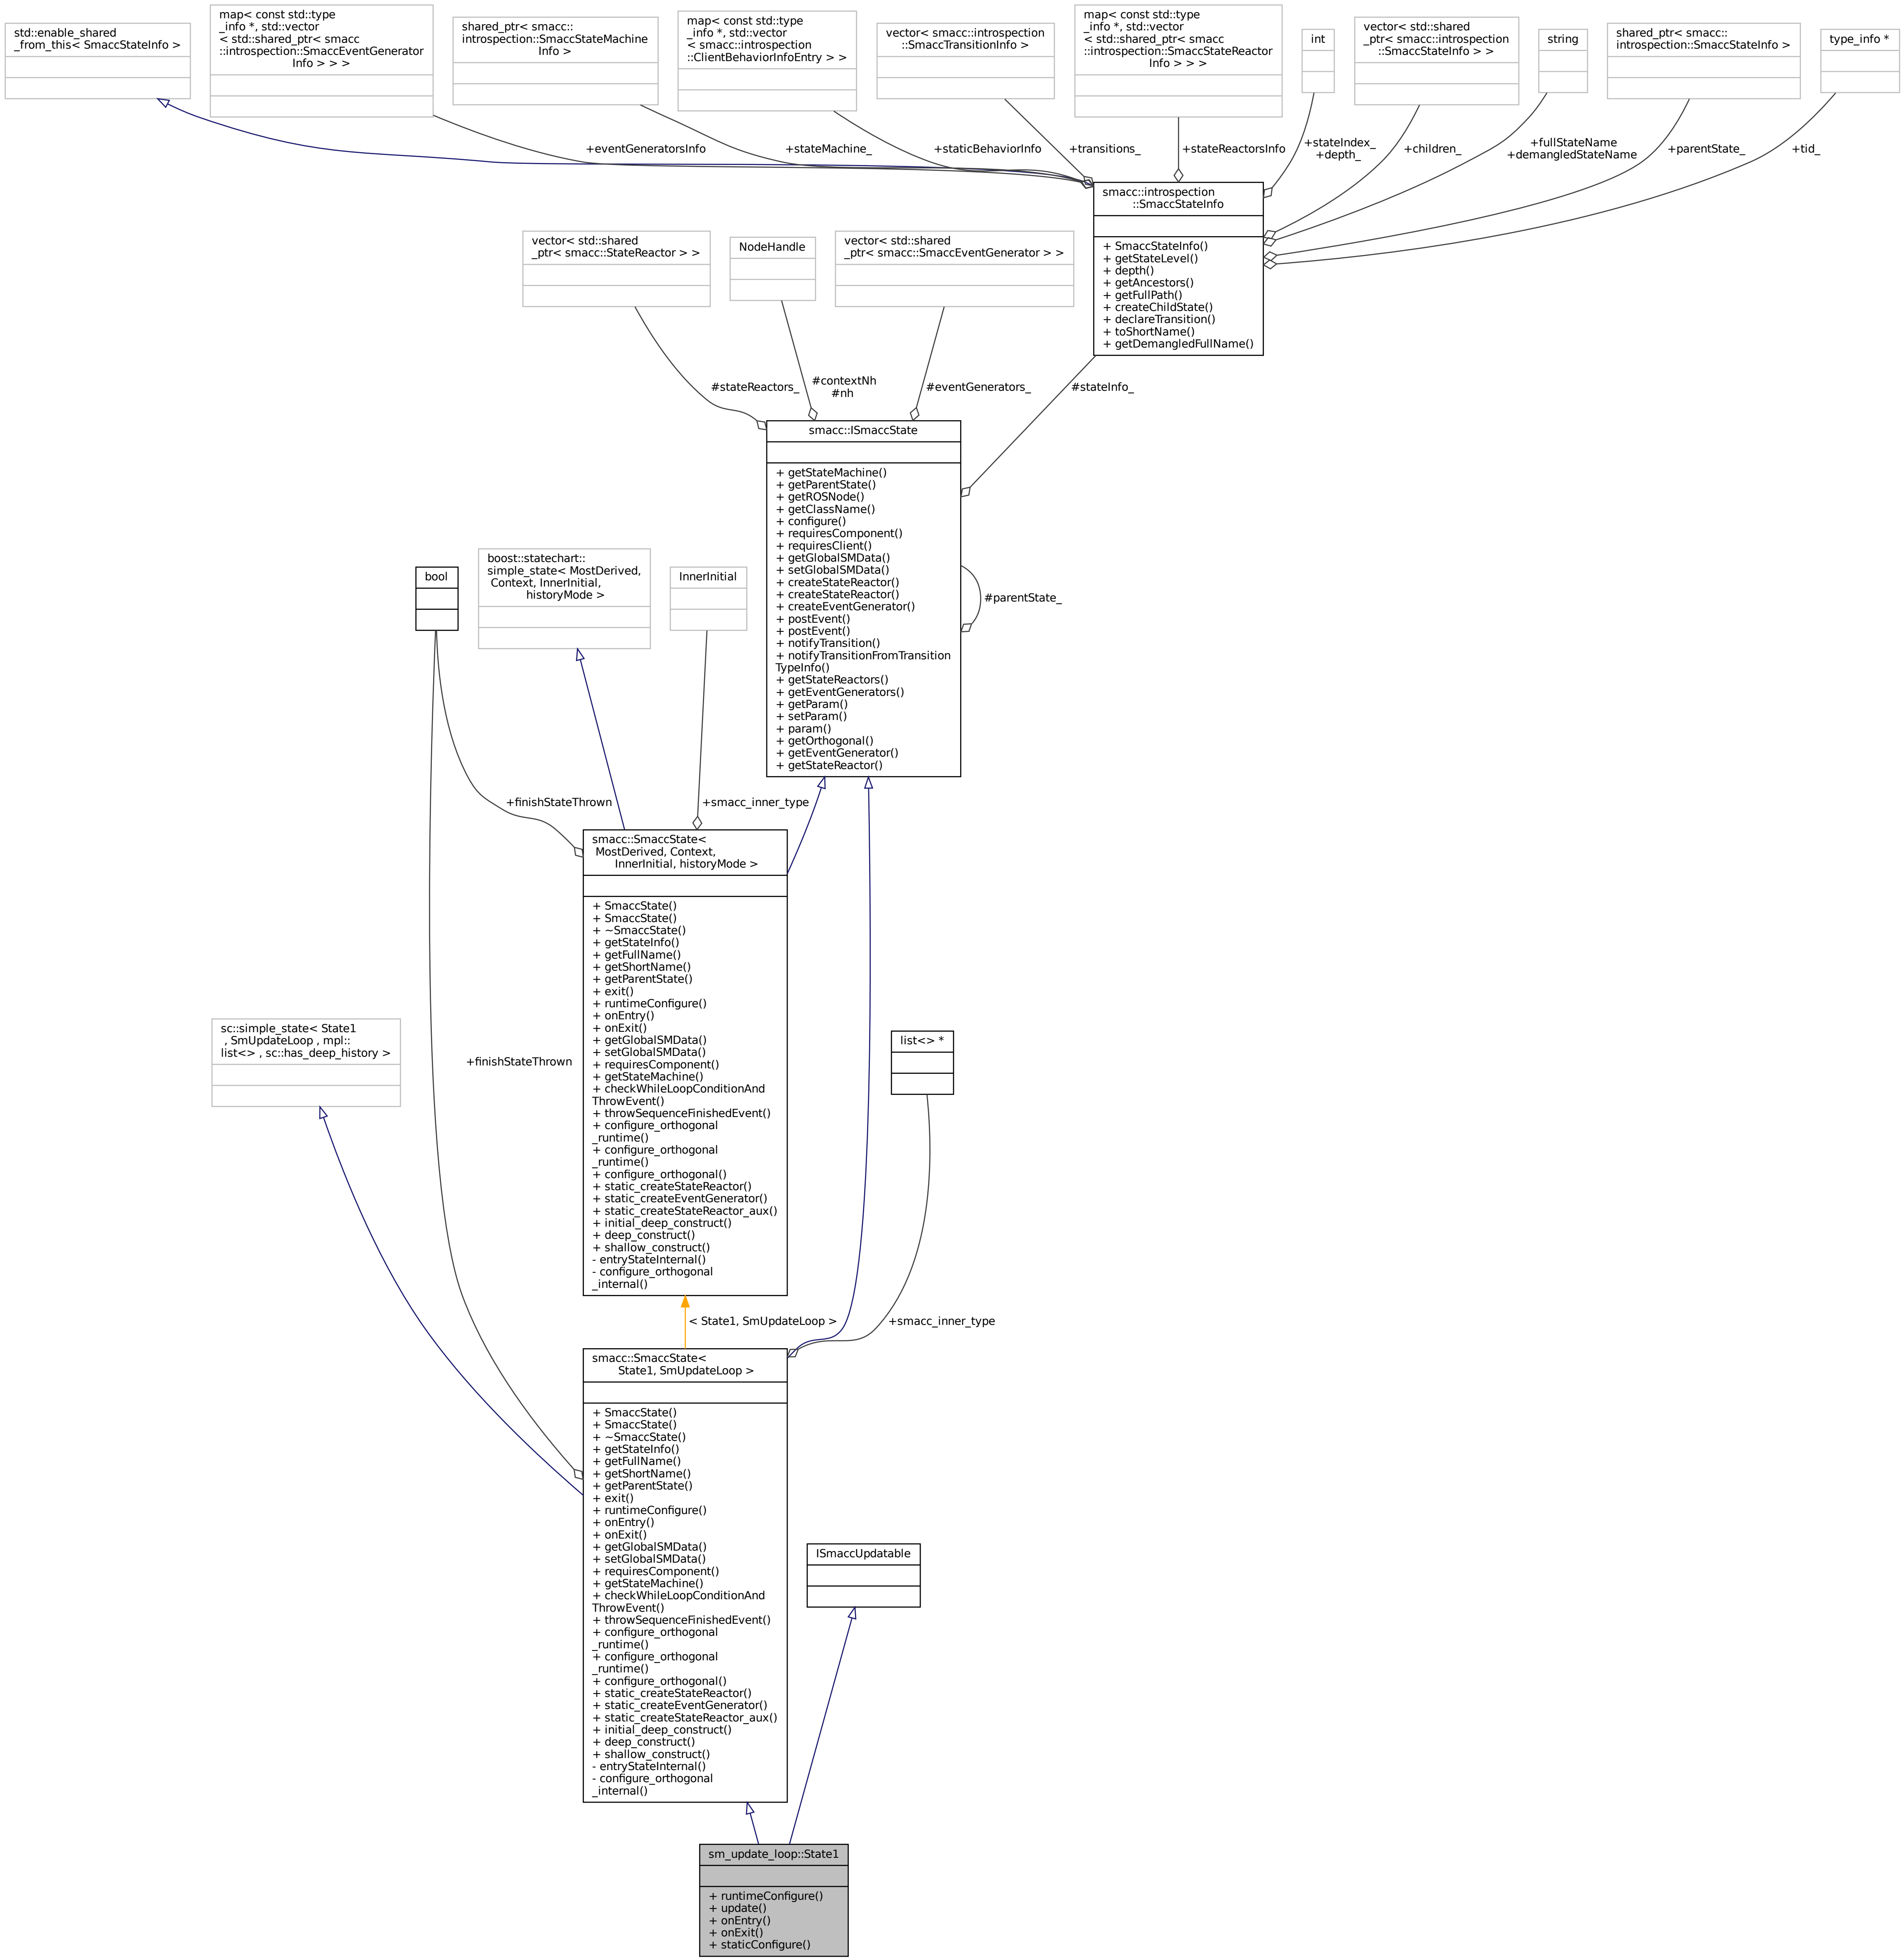 std::enable_shared
_from_this< SmaccStateInfo >
map< const std::type
_info *, std::vector
< std::shared_ptr< smacc
::introspection::SmaccEventGenerator
Info > > >
shared_ptr< smacc::
introspection::SmaccStateMachine
Info >
map< const std::type
_info *, std::vector
< smacc::introspection
::ClientBehaviorInfoEntry > >
vector< smacc::introspection
::SmaccTransitionInfo >
map< const std::type
_info *, std::vector
< std::shared_ptr< smacc
::introspection::SmaccStateReactor
Info > > >
int
vector< std::shared
_ptr< smacc::introspection
::SmaccStateInfo > >
string
shared_ptr< smacc::
introspection::SmaccStateInfo >
type_info *
+eventGeneratorsInfo
+stateMachine_
+staticBehaviorInfo
+transitions_
+stateReactorsInfo
+stateIndex_
+depth_
+children_
+fullStateName
+demangledStateName
+parentState_
+tid_
smacc::introspection
::SmaccStateInfo
+ SmaccStateInfo()
+ getStateLevel()
+ depth()
+ getAncestors()
+ getFullPath()
+ createChildState()
+ declareTransition()
+ toShortName()
+ getDemangledFullName()
vector< std::shared
_ptr< smacc::StateReactor > >
NodeHandle
vector< std::shared
_ptr< smacc::SmaccEventGenerator > >
#stateReactors_
#contextNh
#nh
#eventGenerators_
#stateInfo_
smacc::ISmaccState
+ getStateMachine()
+ getParentState()
+ getROSNode()
+ getClassName()
+ configure()
+ requiresComponent()
+ requiresClient()
+ getGlobalSMData()
+ setGlobalSMData()
+ createStateReactor()
+ createStateReactor()
+ createEventGenerator()
+ postEvent()
+ postEvent()
+ notifyTransition()
+ notifyTransitionFromTransition
TypeInfo()
+ getStateReactors()
+ getEventGenerators()
+ getParam()
+ setParam()
+ param()
+ getOrthogonal()
+ getEventGenerator()
+ getStateReactor()
#parentState_
bool
boost::statechart::
simple_state< MostDerived,
Context, InnerInitial,
historyMode >
InnerInitial
+finishStateThrown
+smacc_inner_type
smacc::SmaccState<
MostDerived, Context,
InnerInitial, historyMode >
+ SmaccState()
+ SmaccState()
+ ~SmaccState()
+ getStateInfo()
+ getFullName()
+ getShortName()
+ getParentState()
+ exit()
+ runtimeConfigure()
+ onEntry()
+ onExit()
+ getGlobalSMData()
+ setGlobalSMData()
+ requiresComponent()
+ getStateMachine()
+ checkWhileLoopConditionAnd
ThrowEvent()
+ throwSequenceFinishedEvent()
+ configure_orthogonal
_runtime()
+ configure_orthogonal
_runtime()
+ configure_orthogonal()
+ static_createStateReactor()
+ static_createEventGenerator()
+ static_createStateReactor_aux()
+ initial_deep_construct()
+ deep_construct()
+ shallow_construct()
- entryStateInternal()
- configure_orthogonal
_internal()
sc::simple_state< State1
, SmUpdateLoop , mpl::
list<> , sc::has_deep_history >
+finishStateThrown
list<> *
< State1, SmUpdateLoop >
+smacc_inner_type
smacc::SmaccState<
State1, SmUpdateLoop >
+ SmaccState()
+ SmaccState()
+ ~SmaccState()
+ getStateInfo()
+ getFullName()
+ getShortName()
+ getParentState()
+ exit()
+ runtimeConfigure()
+ onEntry()
+ onExit()
+ getGlobalSMData()
+ setGlobalSMData()
+ requiresComponent()
+ getStateMachine()
+ checkWhileLoopConditionAnd
ThrowEvent()
+ throwSequenceFinishedEvent()
+ configure_orthogonal
_runtime()
+ configure_orthogonal
_runtime()
+ configure_orthogonal()
+ static_createStateReactor()
+ static_createEventGenerator()
+ static_createStateReactor_aux()
+ initial_deep_construct()
+ deep_construct()
+ shallow_construct()
- entryStateInternal()
- configure_orthogonal
_internal()
ISmaccUpdatable
sm_update_loop::State1
+ runtimeConfigure()
+ update()
+ onEntry()
+ onExit()
+ staticConfigure()